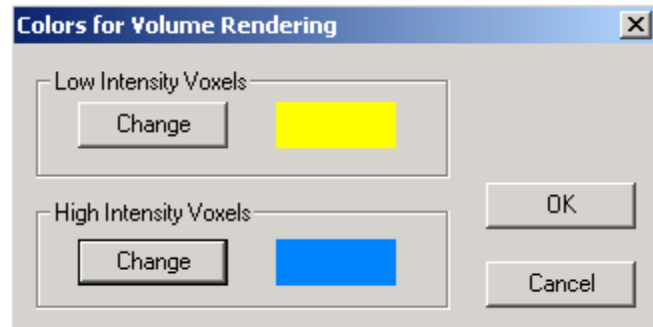 Colors for Volume Rendering
Low Intensity Voxels
Change
High Intensity Voxels
Change
OK
Cancel